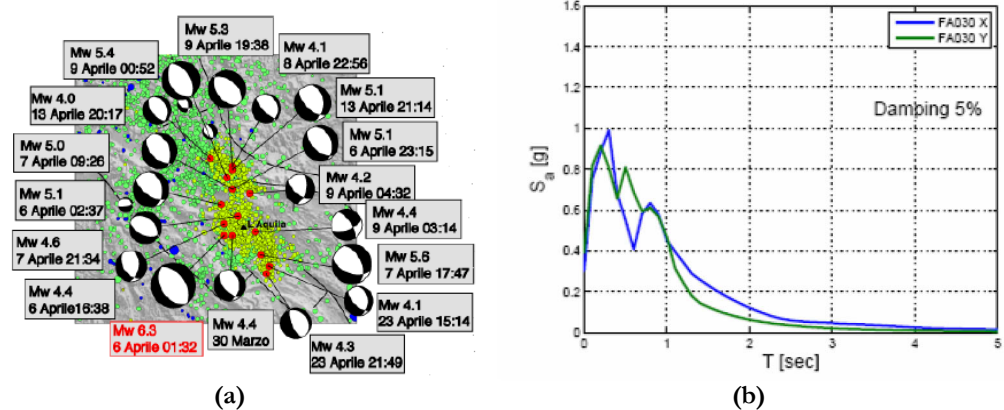 Mw 5.3
9 Aprile 19:38
Mw 5.4
9 Aprile 00:52
Mw 4.1
8 Aprile 22:56
Mw 4.0
13 Aprile 20:17
Mw 5.1
13 Aprile 21:14
Mw 5.0
7 Aprile 09:26
Mw 5.1
6 Aprile 23:15
Mw 5.1
6 Aprile 02:37
Mw 4.2
9 Aprile 04:32
Mw 4.4
9 Aprile 03:14
Mw 4.6
7 Aprile 21:34
L'Aquila
Mw 5.6
7 Aprile 17:47
Mw 4.4
6 Aprile16:38
Mw 4.1
23 Aprile 15:14
Mw 6.3
6 Aprile 01:32
Mw 4.4
30 Marzo
Mw 4.3
23 Aprile 21:49
(a)
1.6
1.4
1.2
1
0.8
0.6
0.4
0.2
0
Sa [g]
FA030 X
FA030 Y
Damping 5%
0 1 2 3 4 5
T [sec]
(b)